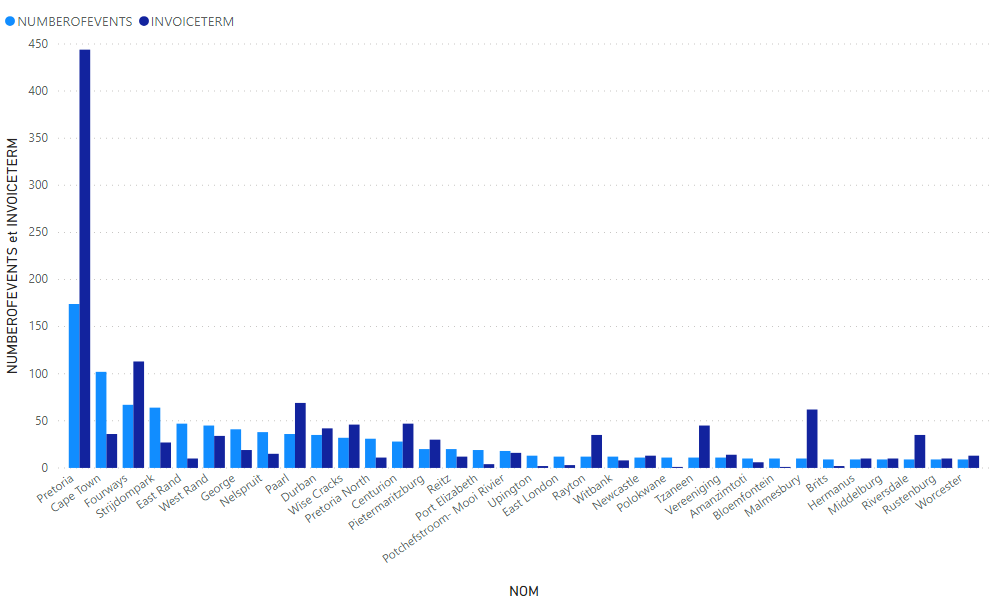 NUMBEROFEVENTS INVOICETERM
NUMBEROFEVENTS et INVOICETERM
450
400
350
300
250
200
150
100
50
0
Pretoria
Cape Town
Fourways
Strijdompark
East Rand
West Rand
George
Nelspruit
Paarl
Durban
Wise Cracks
Pretoria North
Centurion
Pietermaritzburg
Reitz
Port Elizabeth
Potchefstroom- Mooi Rivier
Upington
East London
Rayton
Witbank
Newcastle
Polokwane
Tzaneen
Vereeniging
Amanzimtoti
Bloemfontein
Malmesbury
Brits
Hermanus
Middelburg
Riversdale
Rustenburg
Worcester
NOM